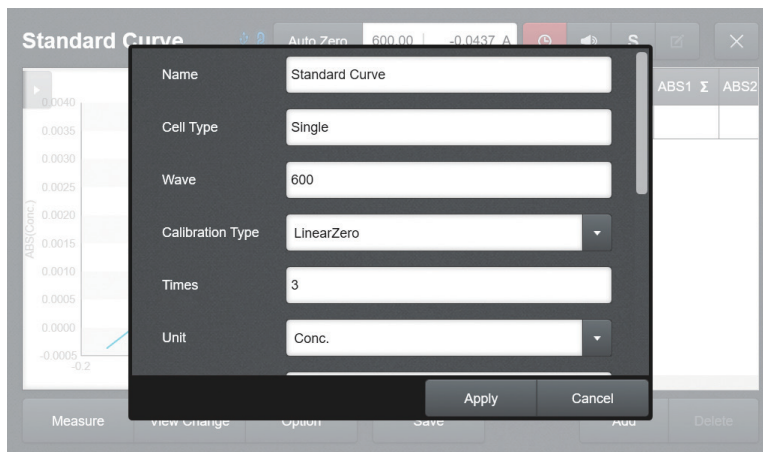 Standard Curve
Auto Zero
600.00
-0.0437 A
S
ABS1 Σ
ABS2
0.0040
0.0035
0.0030
0.0025
0.0020
0.0015
0.0010
0.0005
0.0000
-0.0005
-0.2
ABS(Conc.)
Name
Standard Curve
Cell Type
Single
Wave
600
Calibration Type
LinearZero
Times
3
Unit
Conc.
Apply
Cancel
Measure
View Change
Option
Save
Add
Delete